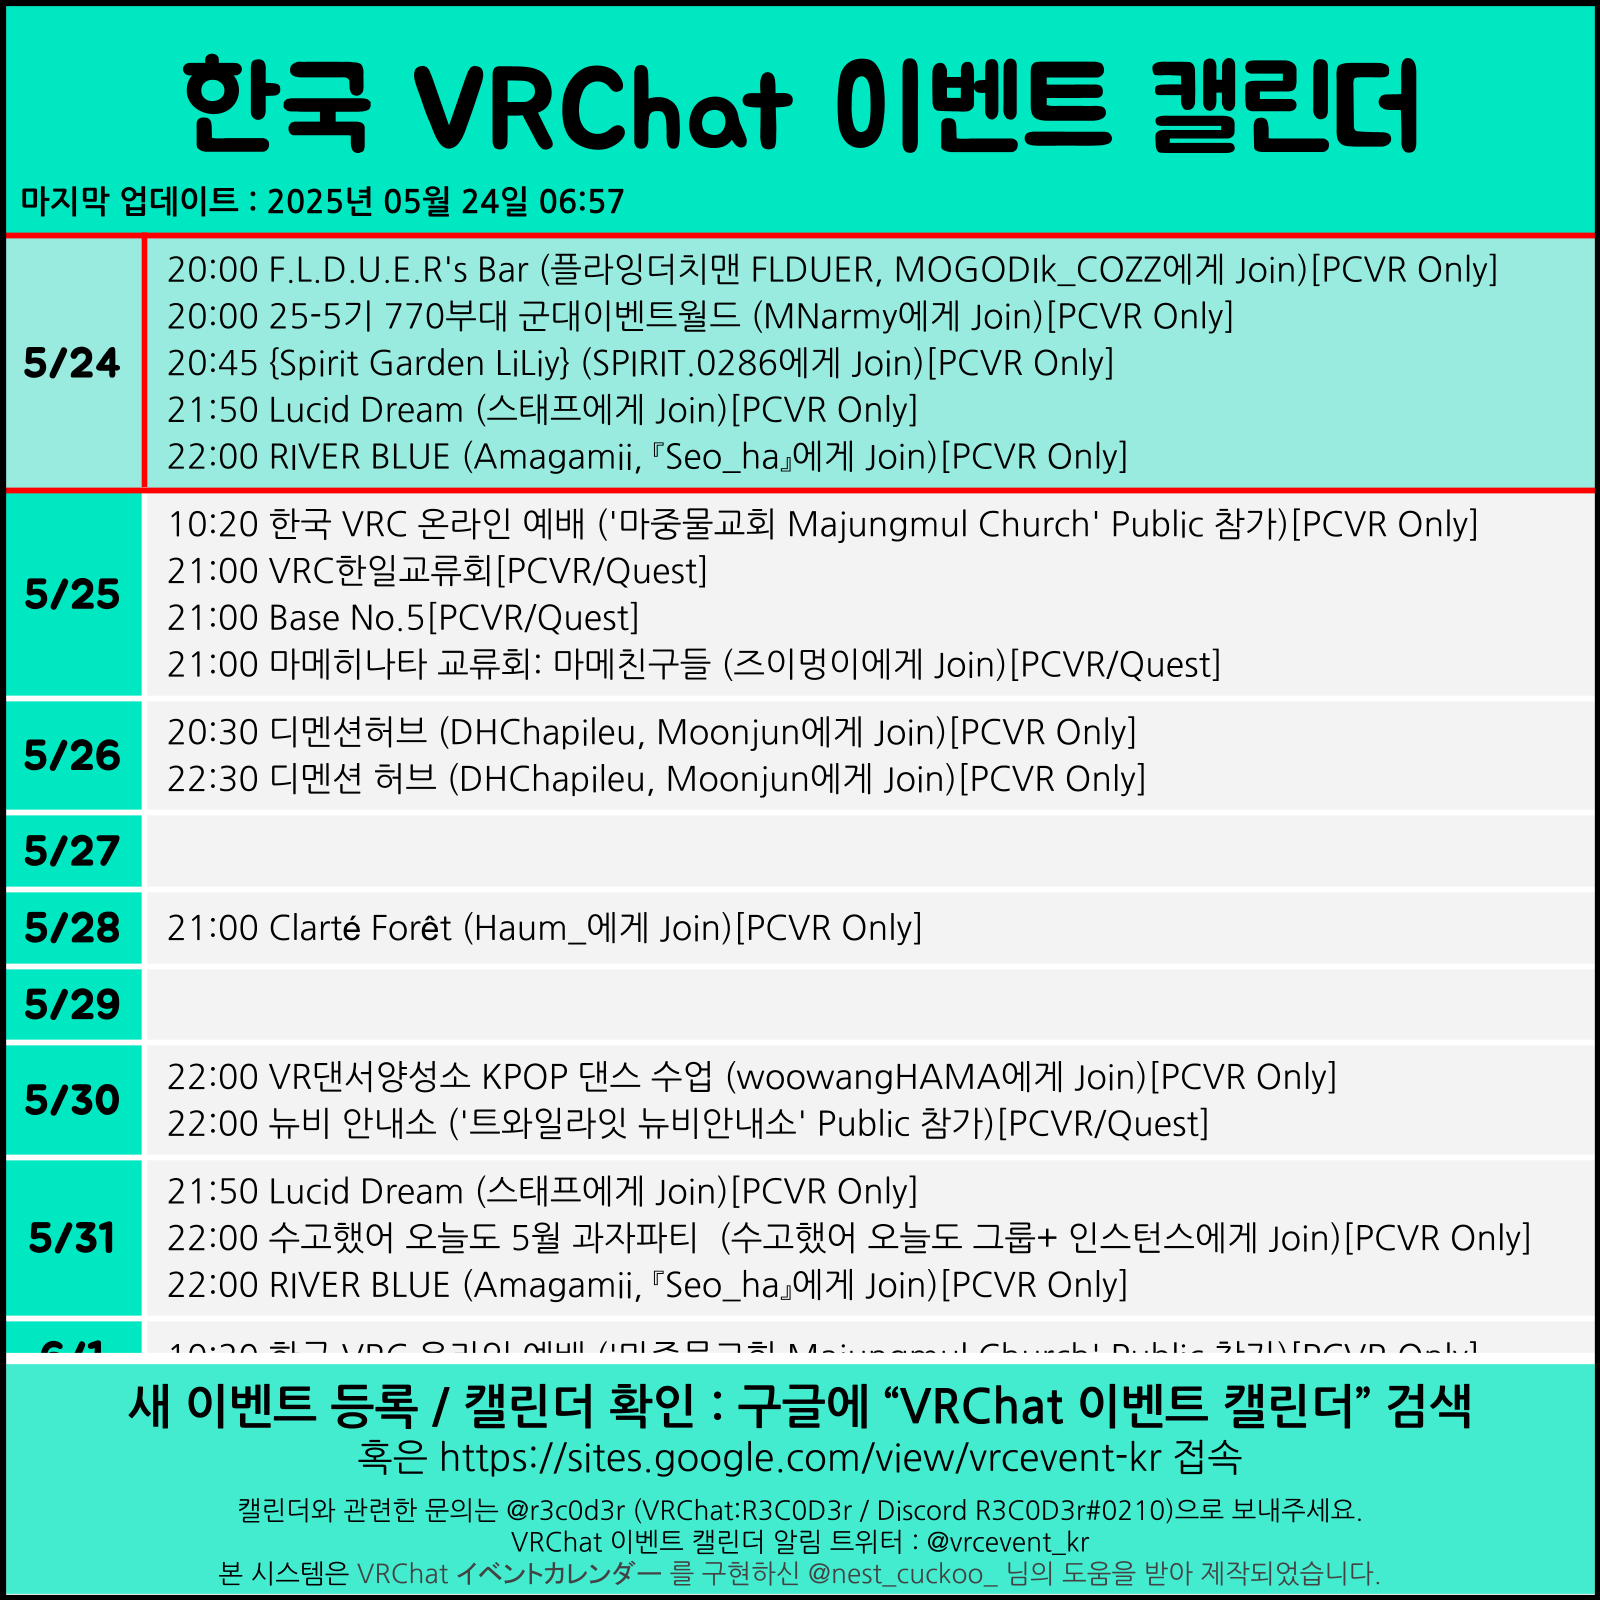 한국 VRChat 이벤트 캘린더
마지막 업데이트 : 2025년 05월 24일 06:57
5/24
20:00 F.L.D.U.E.R's Bar (플라잉더치맨 FLDUER, MOGODIk_COZZ에게 Join)[PCVR Only]
20:00 25-5기 770부대 군대이벤트월드 (MNarmy에게 Join)[PCVR Only]
20:45 {Spirit Garden LiLiy} (SPIRIT.0286에게 Join)[PCVR Only]
21:50 Lucid Dream (스태프에게 Join)[PCVR Only]
22:00 RIVER BLUE (Amagamii, 『Seo_ha』에게 Join)[PCVR Only]
5/25
10:20 한국 VRC 온라인 예배 ('마중물교회 Majungmul Church' Public 참가)[PCVR Only]
21:00 VRC한일교류회[PCVR/Quest]
21:00 Base No.5[PCVR/Quest]
21:00 마메히나타 교류회: 마메친구들 (즈이멍이에게 Join)[PCVR/Quest]
5/26
20:30 디멘션허브 (DHChapileu, Moonjun에게 Join)[PCVR Only]
22:30 디멘션 허브 (DHChapileu, Moonjun에게 Join)[PCVR Only]
5/27
5/28
21:00 Clarté Forêt (Haum_에게 Join)[PCVR Only]
5/29
5/30
22:00 VR댄서양성소 KPOP 댄스 수업 (woowangHAMA에게 Join)[PCVR Only]
22:00 뉴비 안내소 ('트와일라잇 뉴비안내소' Public 참가)[PCVR/Quest]
5/31
21:50 Lucid Dream (스태프에게 Join)[PCVR Only]
22:00 수고했어 오늘도 5월 과자파티  (수고했어 오늘도 그룹+ 인스턴스에게 Join)[PCVR Only]
22:00 RIVER BLUE (Amagamii, 『Seo_ha』에게 Join)[PCVR Only]
6/1
10:20 한국 VRC 온라인 예배 ('마중물교회 Majungmul Church' Public 참가)[PCVR Only]
새 이벤트 등록 / 캘린더 확인 : 구글에 “VRChat 이벤트 캘린더” 검색
혹은 https://sites.google.com/view/vrcevent-kr 접속
캘린더와 관련한 문의는 @r3c0d3r (VRChat:R3C0D3r / Discord R3C0D3r#0210)으로 보내주세요.
VRChat 이벤트 캘린더 알림 트위터 : @vrcevent_kr
본 시스템은 VRChat イベントカレンダー 를 구현하신 @nest_cuckoo_ 님의 도움을 받아 제작되었습니다.